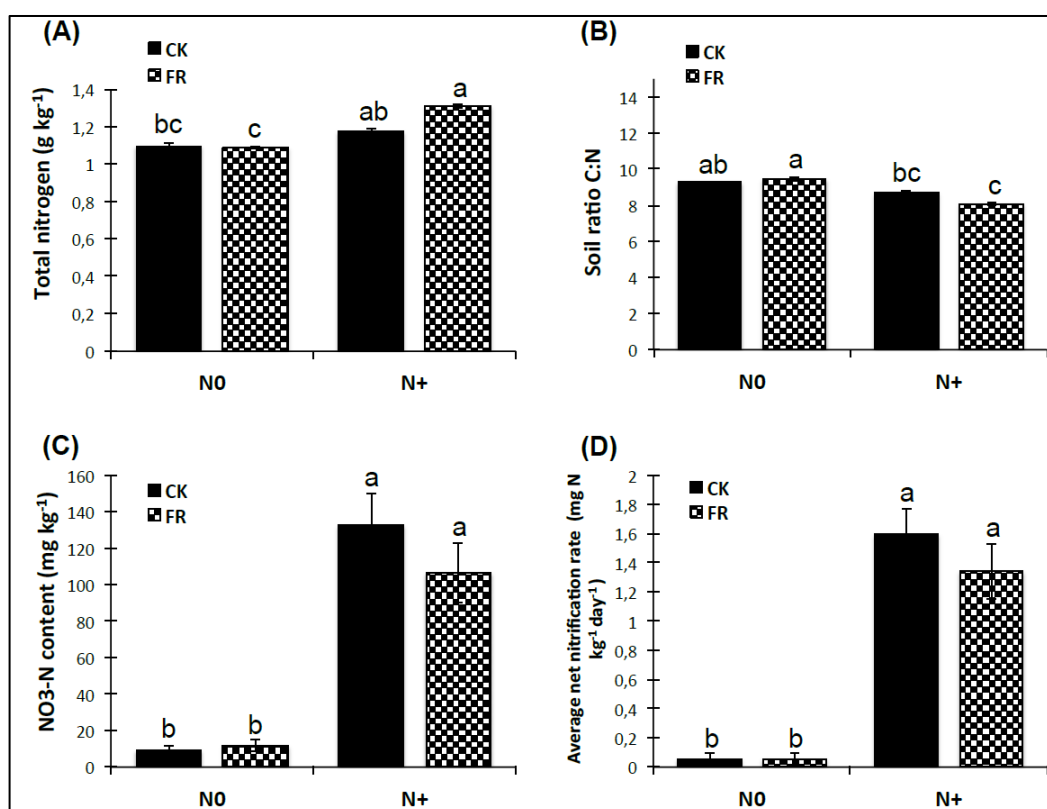 (A)
CK
FR
Total nitrogen (g kg⁻¹)
1,4
1,2
1
0,8
0,6
0,4
0,2
0
bc
c
ab
a
N0
N+
(B)
CK
FR
Soil ratio C:N
14
12
10
8
6
4
2
0
ab
a
bc
c
N0
N+
(C)
CK
FR
NO3-N content (mg kg⁻¹)
160
140
120
100
80
60
40
20
0
b
b
a
a
N0
N+
(D)
CK
FR
Average net nitrification rate (mg N
kg⁻¹ day⁻¹)
2
1,8
1,6
1,4
1,2
1
0,8
0,6
0,4
0,2
0
b
b
a
a
N0
N+